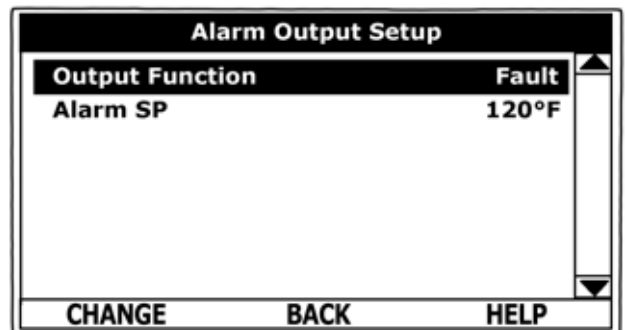 Alarm Output Setup
Output Function Fault
Alarm SP 120°F
CHANGE BACK HELP